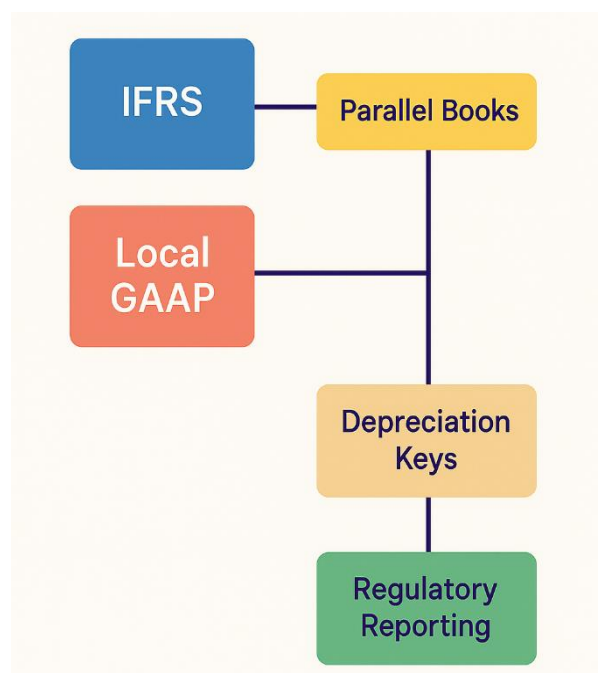 IFRS
Parallel Books
Local
GAAP
Depreciation
Keys
Regulatory
Reporting